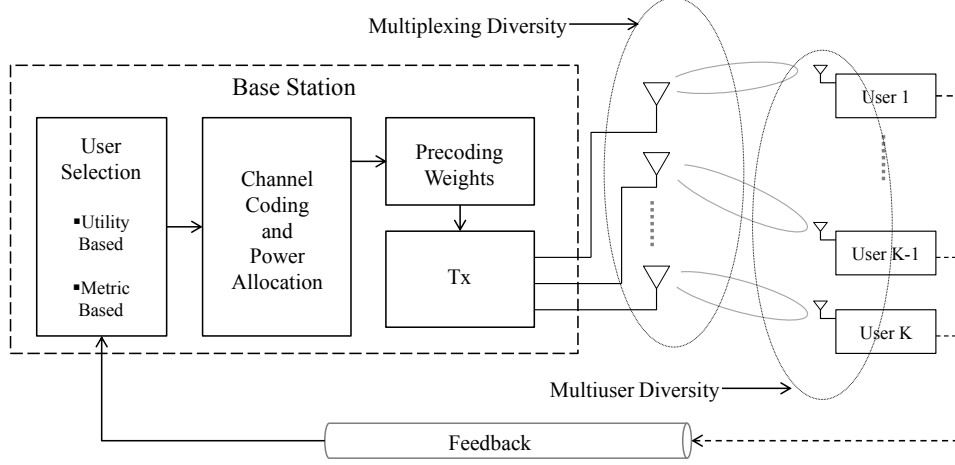 Multiplexing Diversity
Base Station
User
Selection
▪Utility
Based
▪Metric
Based
Channel
Coding
and
Power
Allocation
Precoding
Weights
Tx
User 1
User K-1
User K
Multiuser Diversity
Feedback